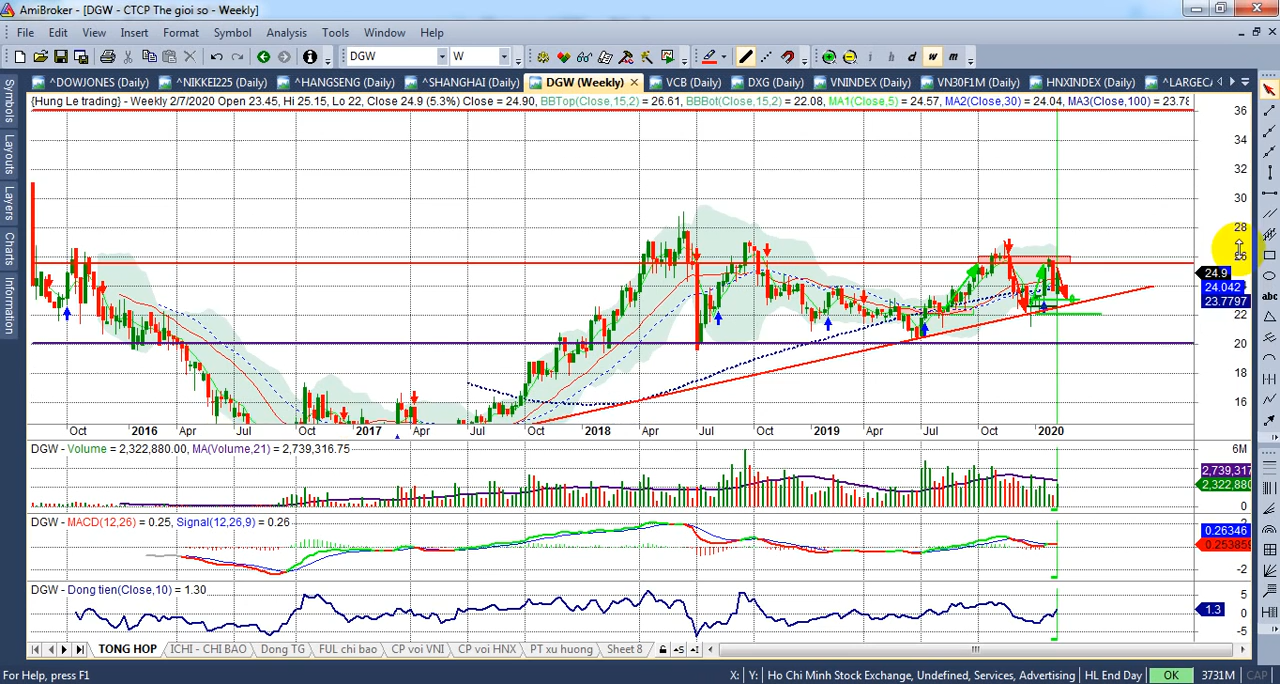 AmiBroker - [DGW - CTCP The gioi so - Weekly]
File Edit View Insert Format Symbol Analysis Tools Window Help
DGW W i h d w m
^DOWJONES (Daily) ^NIKKEI225 (Daily) ^HANGSENG (Daily) ^SHANGHAI (Daily) DGW (Weekly) VCB (Daily) DXG (Daily) VNINDEX (Daily) VN30F1M (Daily) HNXINDEX (Daily) ^LARGEC
{Hung Le trading} - Weekly 2/7/2020 Open 23.45, Hi 25.15, Lo 22, Close 24.9 (5.3%) Close = 24.90, BBTop(Close,15,2) = 26.61, BBBot(Close,15,2) = 22.08, MA1(Close,5) = 24.57, MA2(Close,30) = 24.04, MA3(Close,100) = 23.78
Symbols
Layouts
Layers
Charts
Information
36
34
32
30
28
26
24.9
24.042
23.7797
22
20
18
16
abc
Oct 2016 Apr Jul Oct 2017 Apr Jul Oct 2018 Apr Jul Oct 2019 Apr Jul Oct 2020
DGW - Volume = 2,322,880.00, MA(Volume,21) = 2,739,316.75
6M
2,739,317
2,322,880
0
DGW - MACD(12,26) = 0.25, Signal(12,26,9) = 0.26
2
0.26346
0.253859
-2
DGW - Dong tien(Close,10) = 1.30
5
1.3
0
-5
TONG HOP ICHI - CHI BAO Dong TG FUL chi bao CP voi VNI CP voi HNX PT xu huong Sheet 8
For Help, press F1 X: Y: Ho Chi Minh Stock Exchange, Undefined, Services, Advertising HL End Day OK 3731M CAP